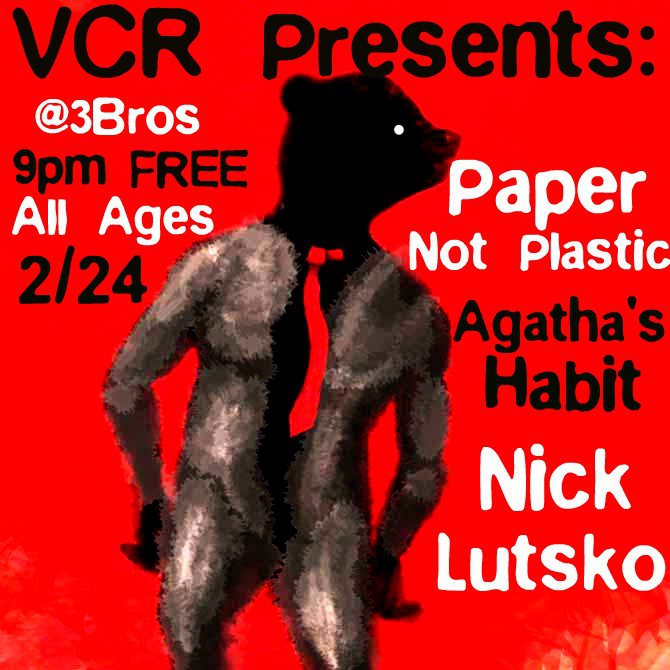 VCR Presents:
@3Bros
9pm FREE
All Ages
2/24
Paper
Not Plastic
Agatha's
Habit
Nick
Lutsko